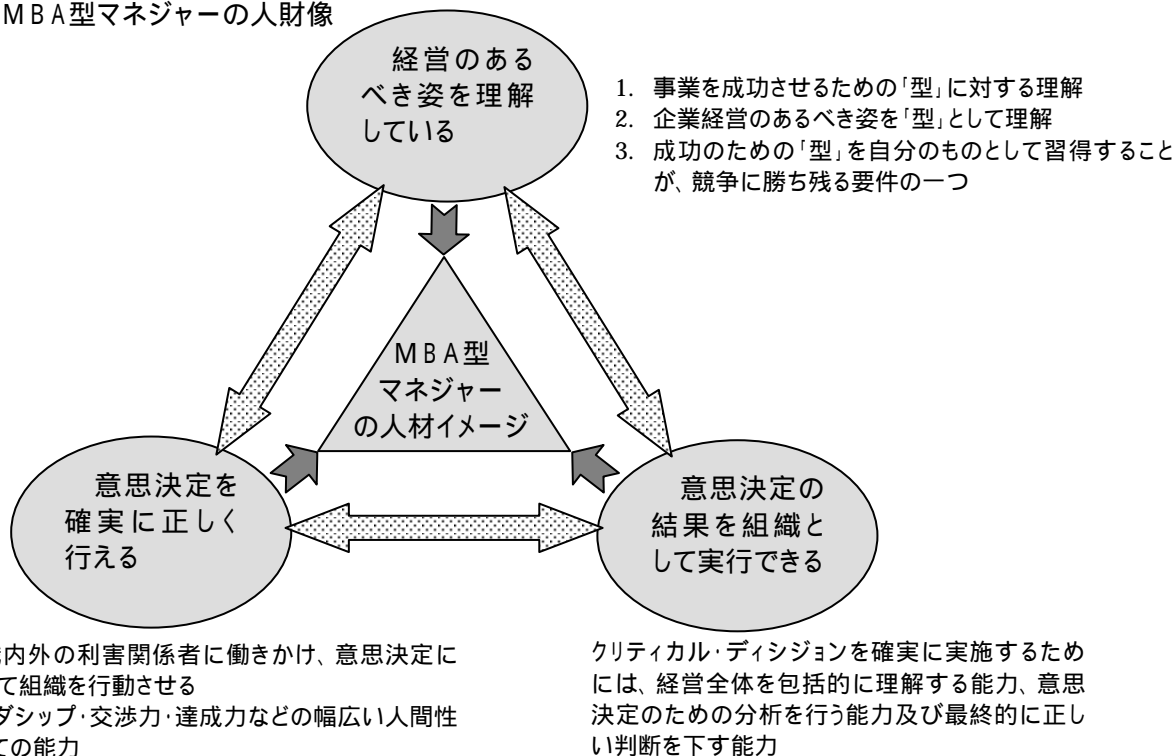 MBA型マネジャーの人財像
経営のある
べき姿を理解
している
1. 事業を成功させるための「型」に対する理解
2. 企業経営のあるべき姿を「型」として理解
3. 成功のための「型」を自分のものとして習得すること
が、競争に勝ち残る要件の一つ
MBA型
マネジャー
の人材イメージ
意思決定を
確実に正しく
行える
意思決定の
結果を組織と
して実行できる
内外の利害関係者に働きかけ、意思決定に
て組織を行動させる
ダシップ・交渉力・達成力などの幅広い人間性
ての能力
クリティカル・ディシジョンを確実に実施するため
には、経営全体を包括的に理解する能力、意思
決定のための分析を行う能力及び最終的に正し
い判断を下す能力